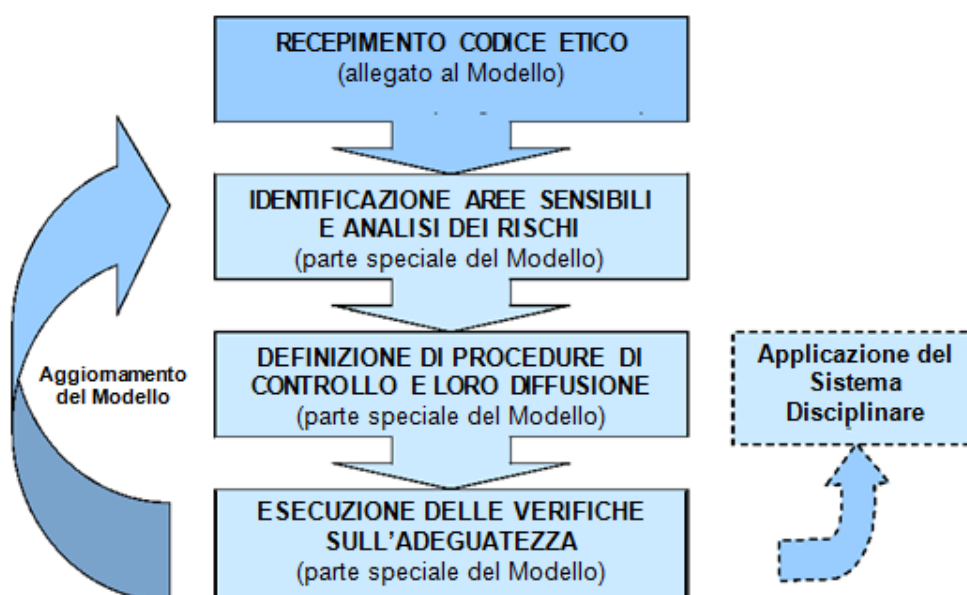 RECEPIMENTO CODICE ETICO
(allegato al Modello)
IDENTIFICAZIONE AREE SENSIBILI
E ANALISI DEI RISCHI
(parte speciale del Modello)
DEFINIZIONE DI PROCEDURE DI
CONTROLLO E LORO DIFFUSIONE
(parte speciale del Modello)
Aggiornamento
del Modello
Applicazione del
Sistema
Disciplinare
ESECUZIONE DELLE VERIFICHE
SULL'ADEGUATEZZA
(parte speciale del Modello)